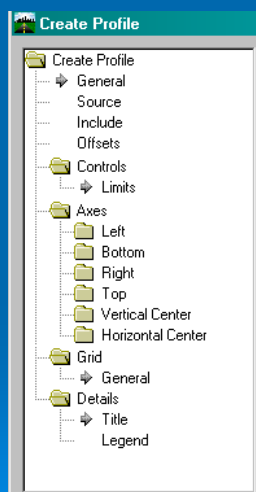 Create Profile
Create Profile
General
Source
Include
Offsets
Controls
Limits
Axes
Left
Bottom
Right
Top
Vertical Center
Horizontal Center
Grid
General
Details
Title
Legend